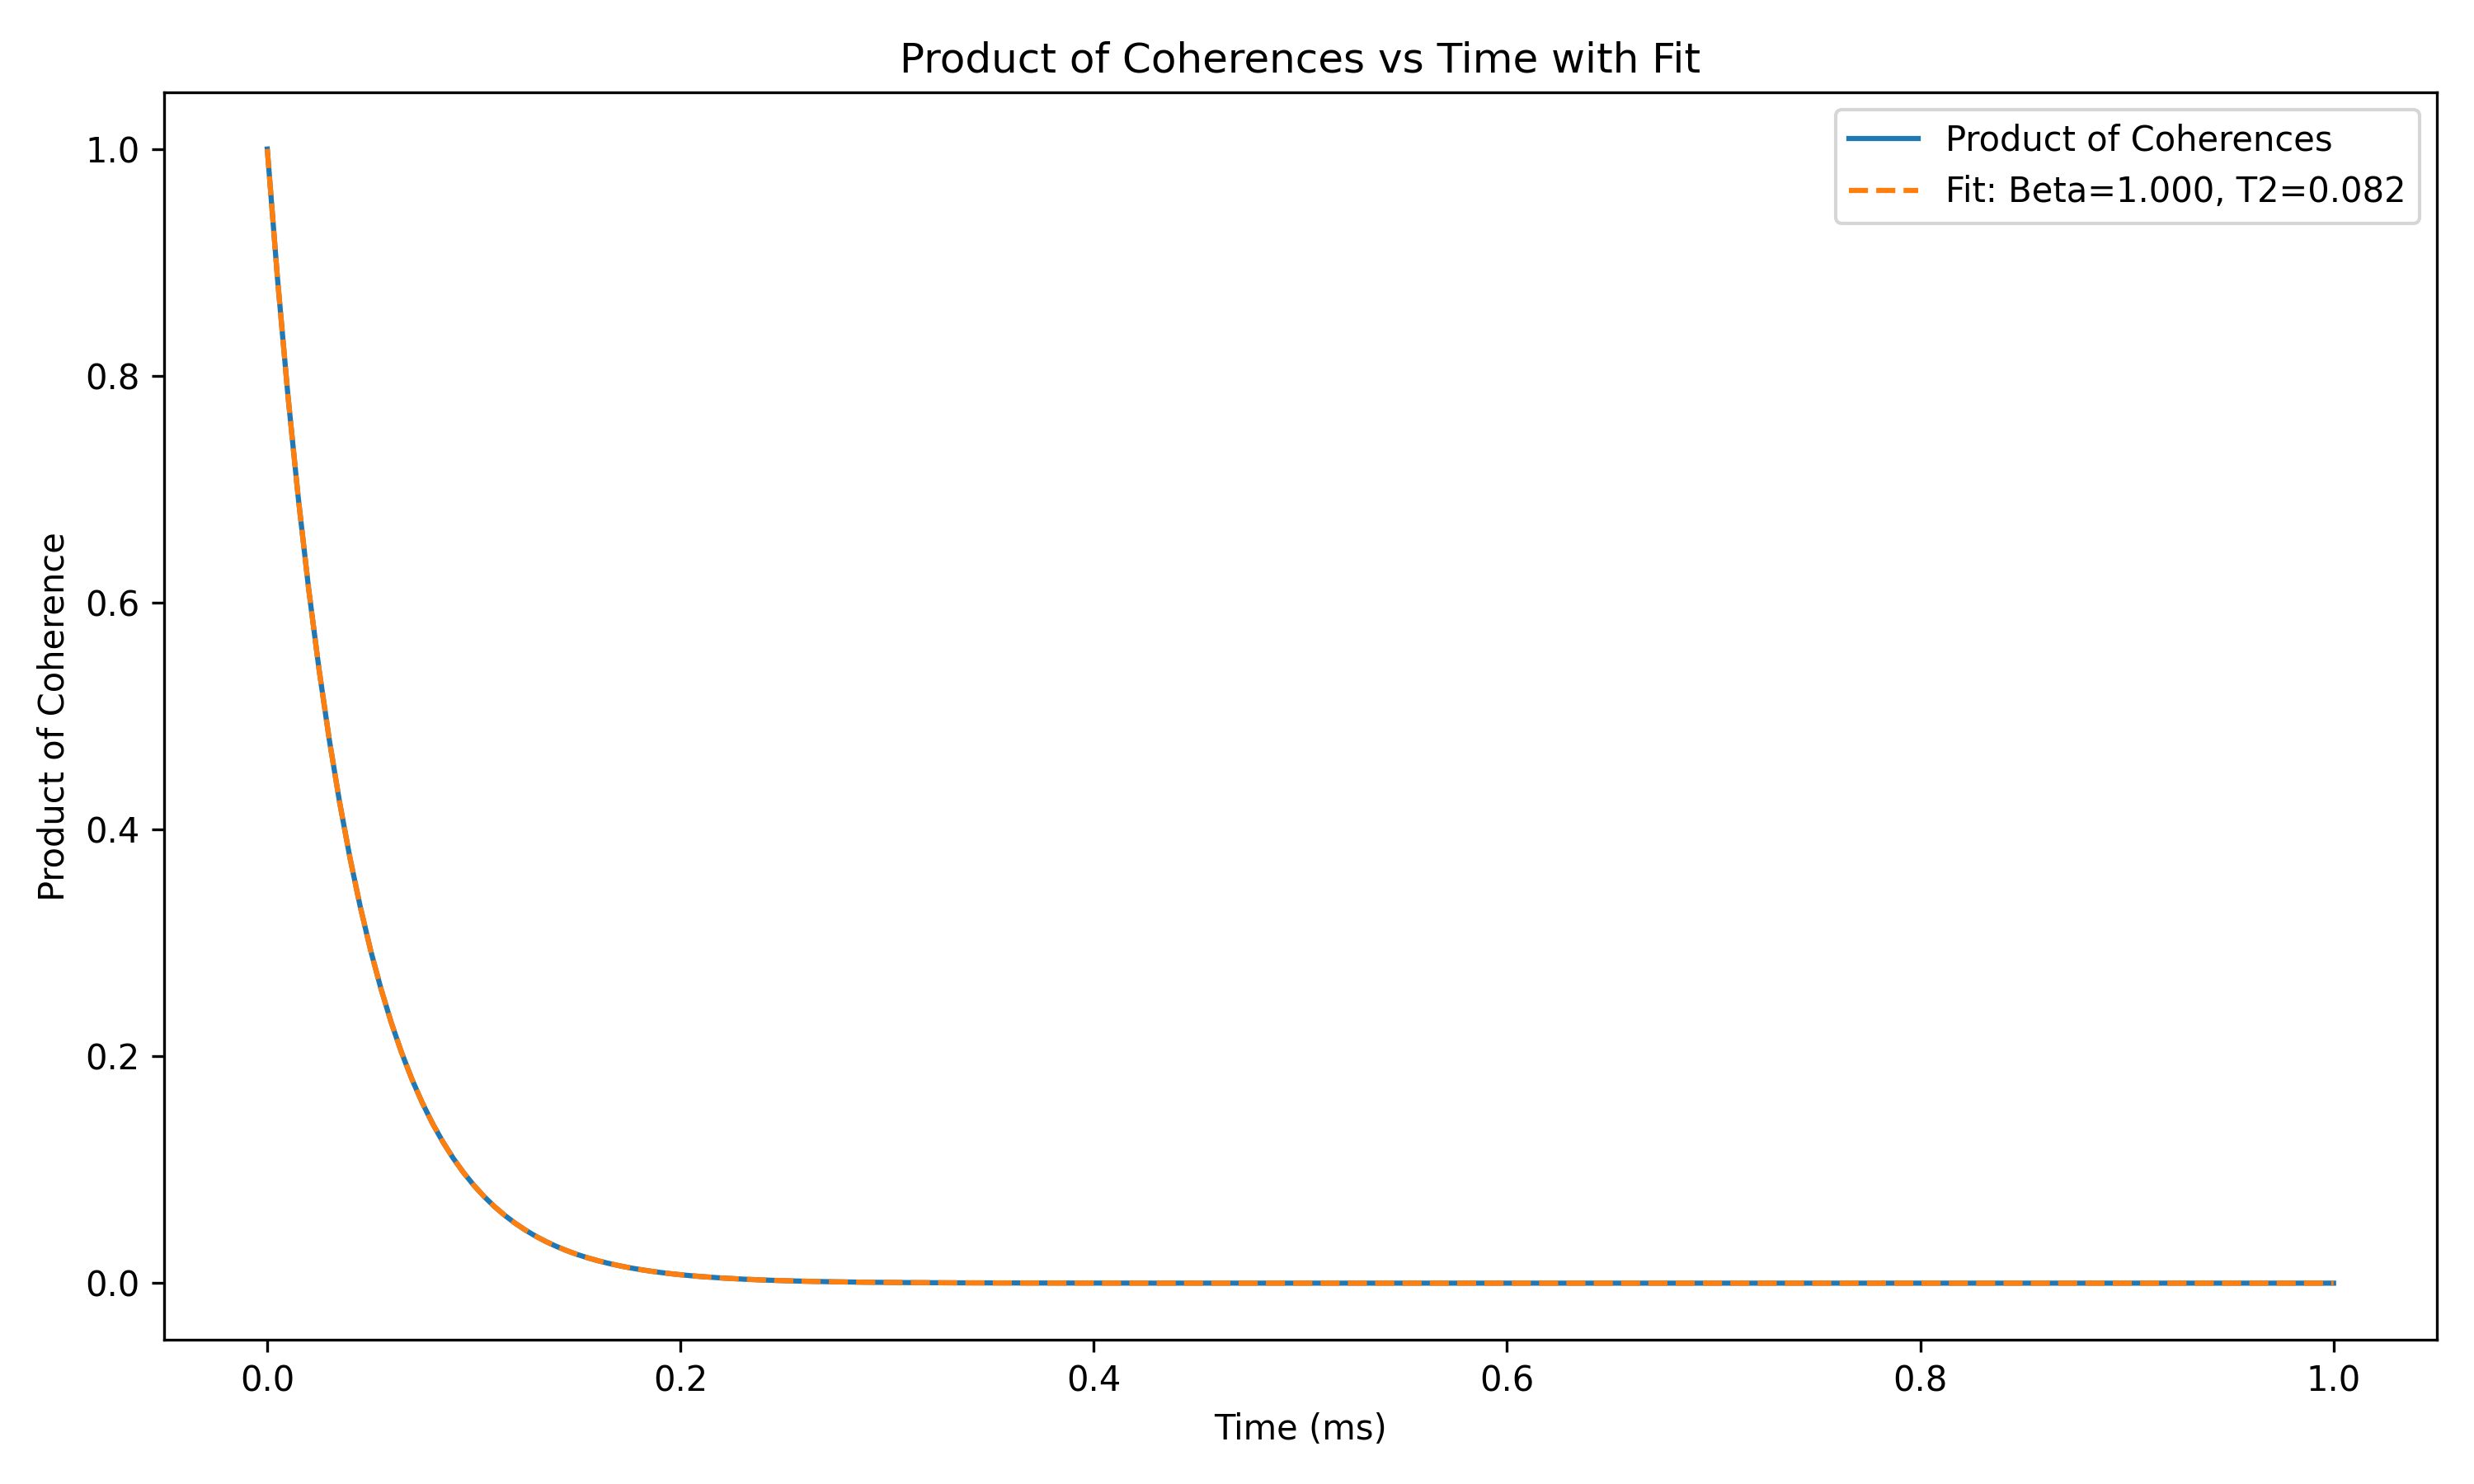 Product of Coherences vs Time with Fit
Product of Coherences
Fit: Beta=1.000, T2=0.082
Product of Coherence
1.0
0.8
0.6
0.4
0.2
0.0
0.0 0.2 0.4 0.6 0.8 1.0
Time (ms)